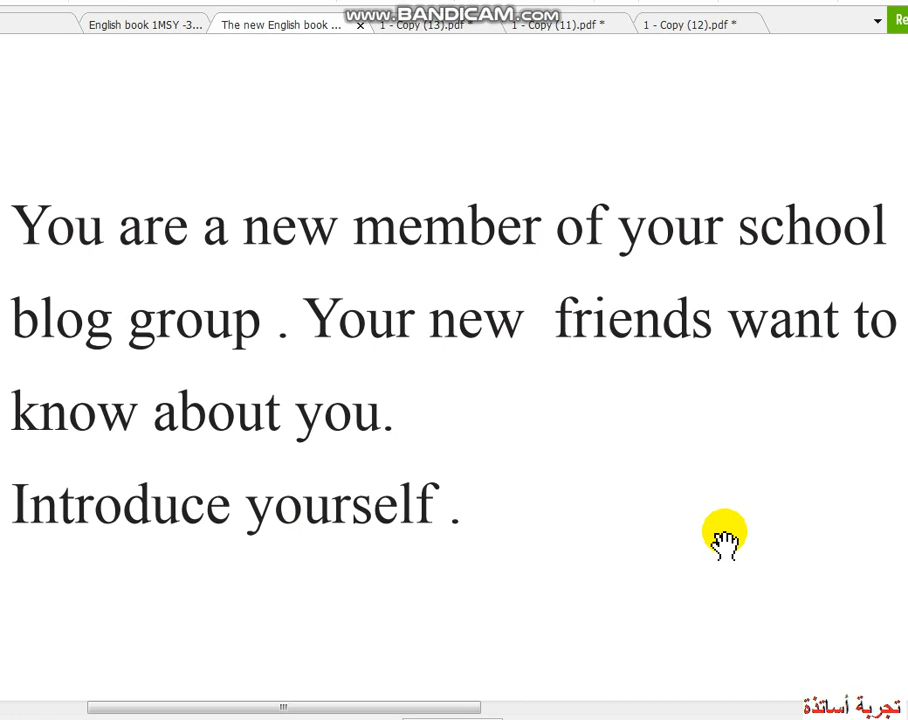 www.BANDICAM.com
English book 1MSY -3...
The new English book ...
1 - Copy (13).pdf *
1 - Copy (11).pdf *
1 - Copy (12).pdf *
Re
You are a new member of your school
blog group . Your new friends want to
know about you.
Introduce yourself .
تجربة أساتذة